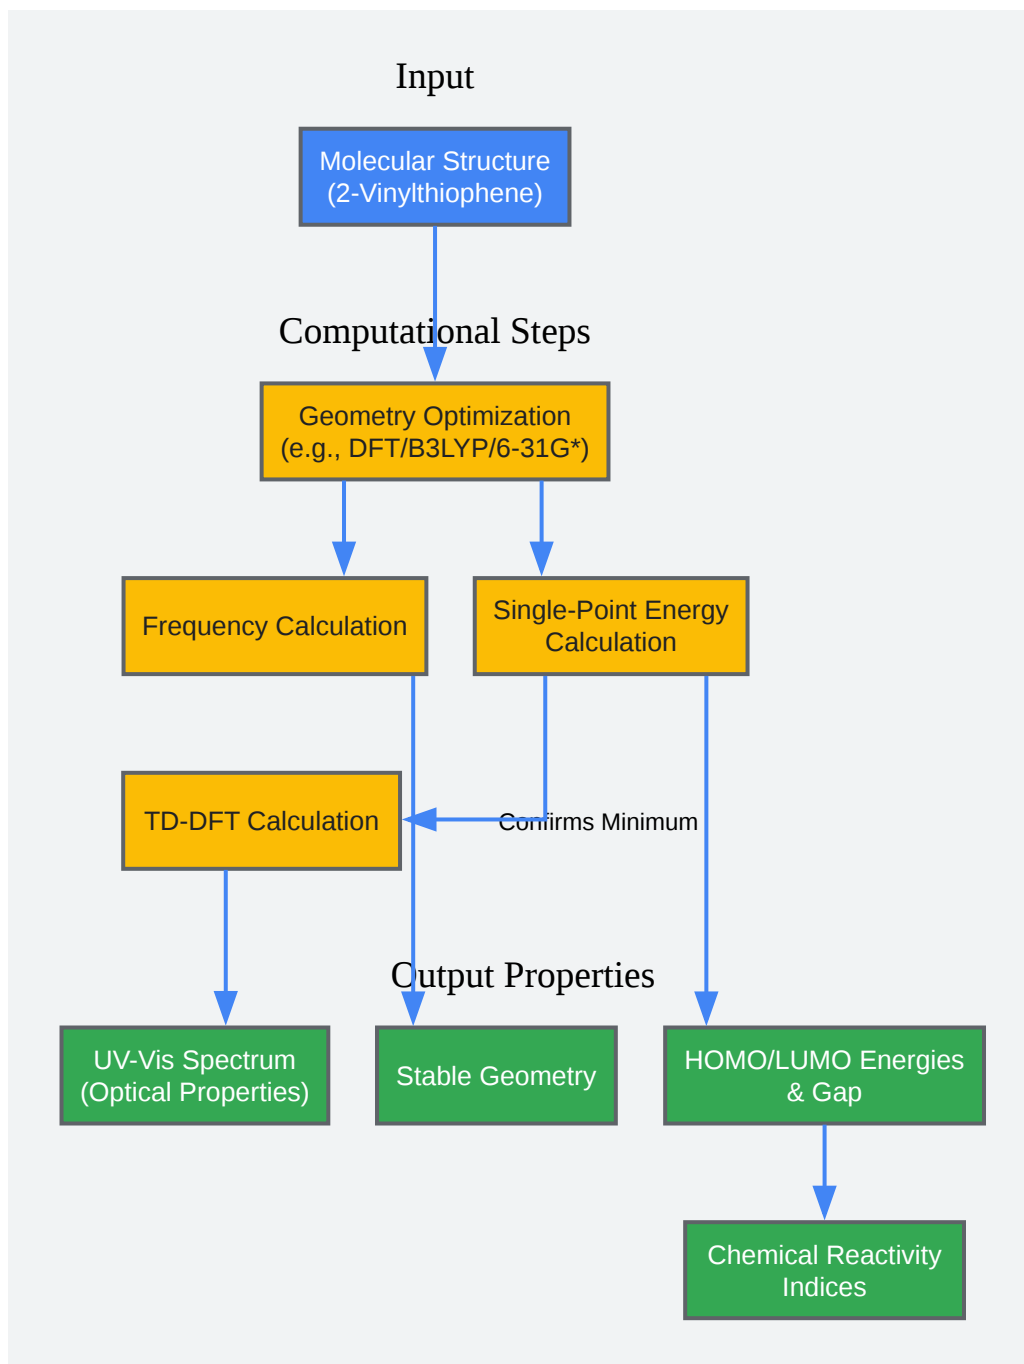 Input
Molecular Structure
(2-Vinylthiophene)
Computational Steps
Geometry Optimization
(e.g., DFT/B3LYP/6-31G*)
Frequency Calculation
Single-Point Energy
Calculation
TD-DFT Calculation
Confirms Minimum
Output Properties
UV-Vis Spectrum
(Optical Properties)
Stable Geometry
HOMO/LUMO Energies
& Gap
Chemical Reactivity
Indices